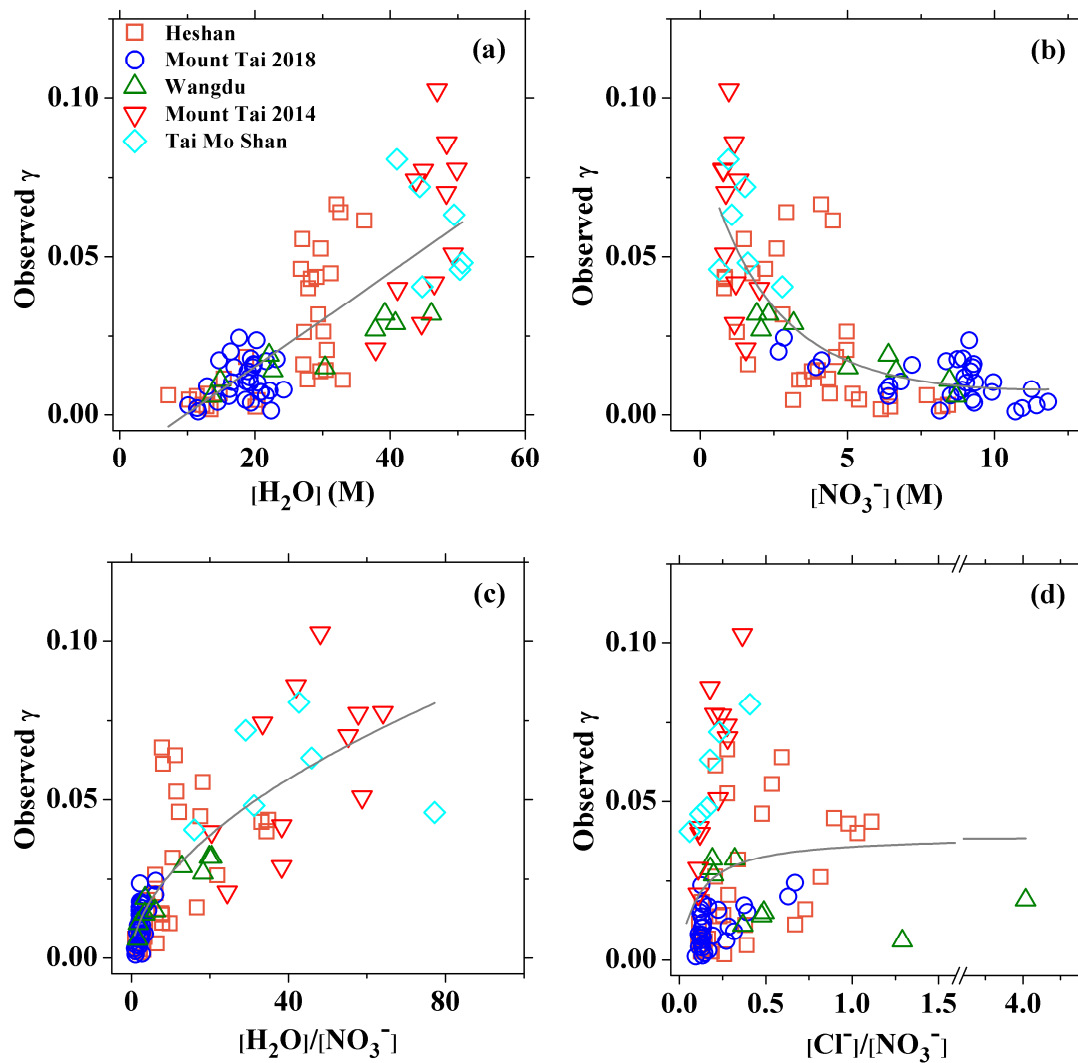 Heshan
Mount Tai 2018
Wangdu
Mount Tai 2014
Tai Mo Shan
(a)
Observed γ
0.10
0.05
0.00
0 20 40 60
[H₂O] (M)
(b)
Observed γ
0.10
0.05
0.00
0 5 10
[NO₃⁻] (M)
(c)
Observed γ
0.10
0.05
0.00
0 40 80
[H₂O]/[NO₃⁻]
(d)
Observed γ
0.10
0.05
0.00
0.0 0.5 1.0 1.5 4.0
[Cl⁻]/[NO₃⁻]